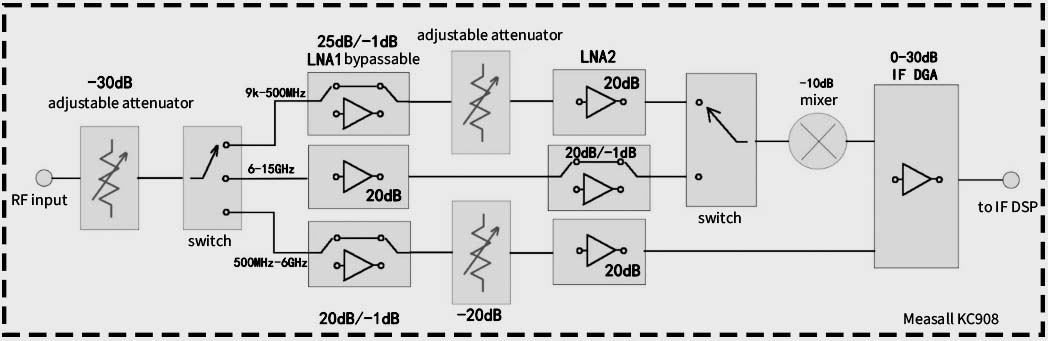 -30dB
adjustable attenuator
25dB/-1dB
LNA1 bypassable
adjustable attenuator
LNA2
20dB
-10dB
mixer
0-30dB
IF DGA
9k-500MHz
6-15GHz
20dB
20dB/-1dB
RF input
switch
switch
to IF DSP
500MHz-6GHz
20dB
20dB/-1dB
-20dB
Measall KC908